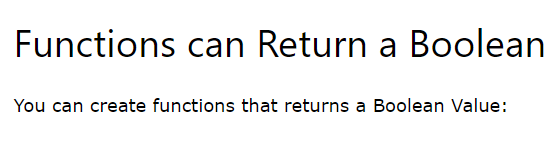 Functions can Return a Boolean
You can create functions that returns a Boolean Value: